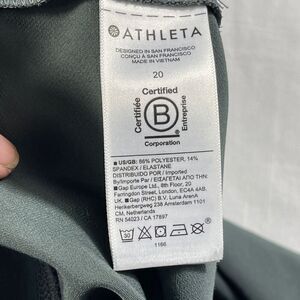 ATHLETA
DESIGNED IN SAN FRANCISCO
CONÇU À SAN FRANCISCO
MADE IN VIETNAM
20
Certified
Certifiée
B
Entreprise
Corporation
■ US/GB: 86% POLYESTER, 14%
SPANDEX / ELASTANE
DISTRIBUIDO POR / Imported
By/Importe Par / ΕΙΣΑΓΕΤΑΙ ΑΠΟ ΤΗΝ:
■ Gap Europe Ltd., 8th Floor, 20
Farringdon Street, London, EC4A 4AB,
UK. ■ Gap (RHC) B.V. Luna ArenA
Herikerbergweg 238 Amsterdam 1101
CM, Netherlands
RN 54023 / CA 17897
30
1166